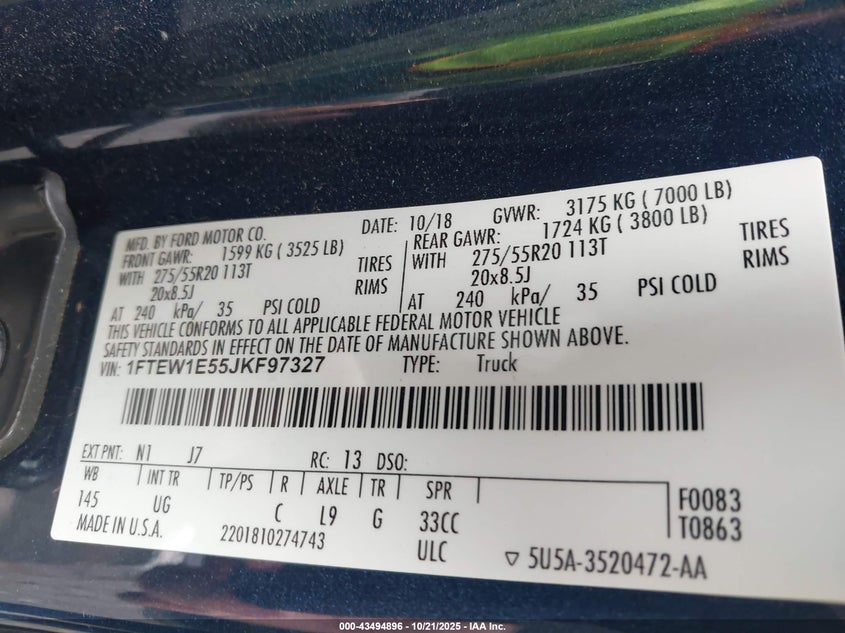 MFD. BY FORD MOTOR CO. DATE: 10/18 GVWR: 3175 KG ( 7000 LB)
FRONT GAWR: 1599 KG ( 3525 LB) REAR GAWR: 1724 KG ( 3800 LB)
WITH 275/55R20 113T TIRES WITH 275/55R20 113T TIRES
20x8.5J RIMS 20x8.5J RIMS
AT 240 kPa/ 35 PSI COLD AT 240 kPa/ 35 PSI COLD
THIS VEHICLE CONFORMS TO ALL APPLICABLE FEDERAL MOTOR VEHICLE
SAFETY STANDARDS IN EFFECT ON THE DATE OF MANUFACTURE SHOWN ABOVE.
VIN: 1FTEW1E55JKF97327 TYPE: Truck
EXT PNT: N1 J7 RC: 13 DSO:
WB INT TR TP/PS R AXLE TR SPR
145 UG C L9 G 33CC F0083
MADE IN U.S.A. 2201810274743 ULC T0863
▽ 5U5A-3520472-AA
000-43494896 - 10/21/2025 - IAA Inc.